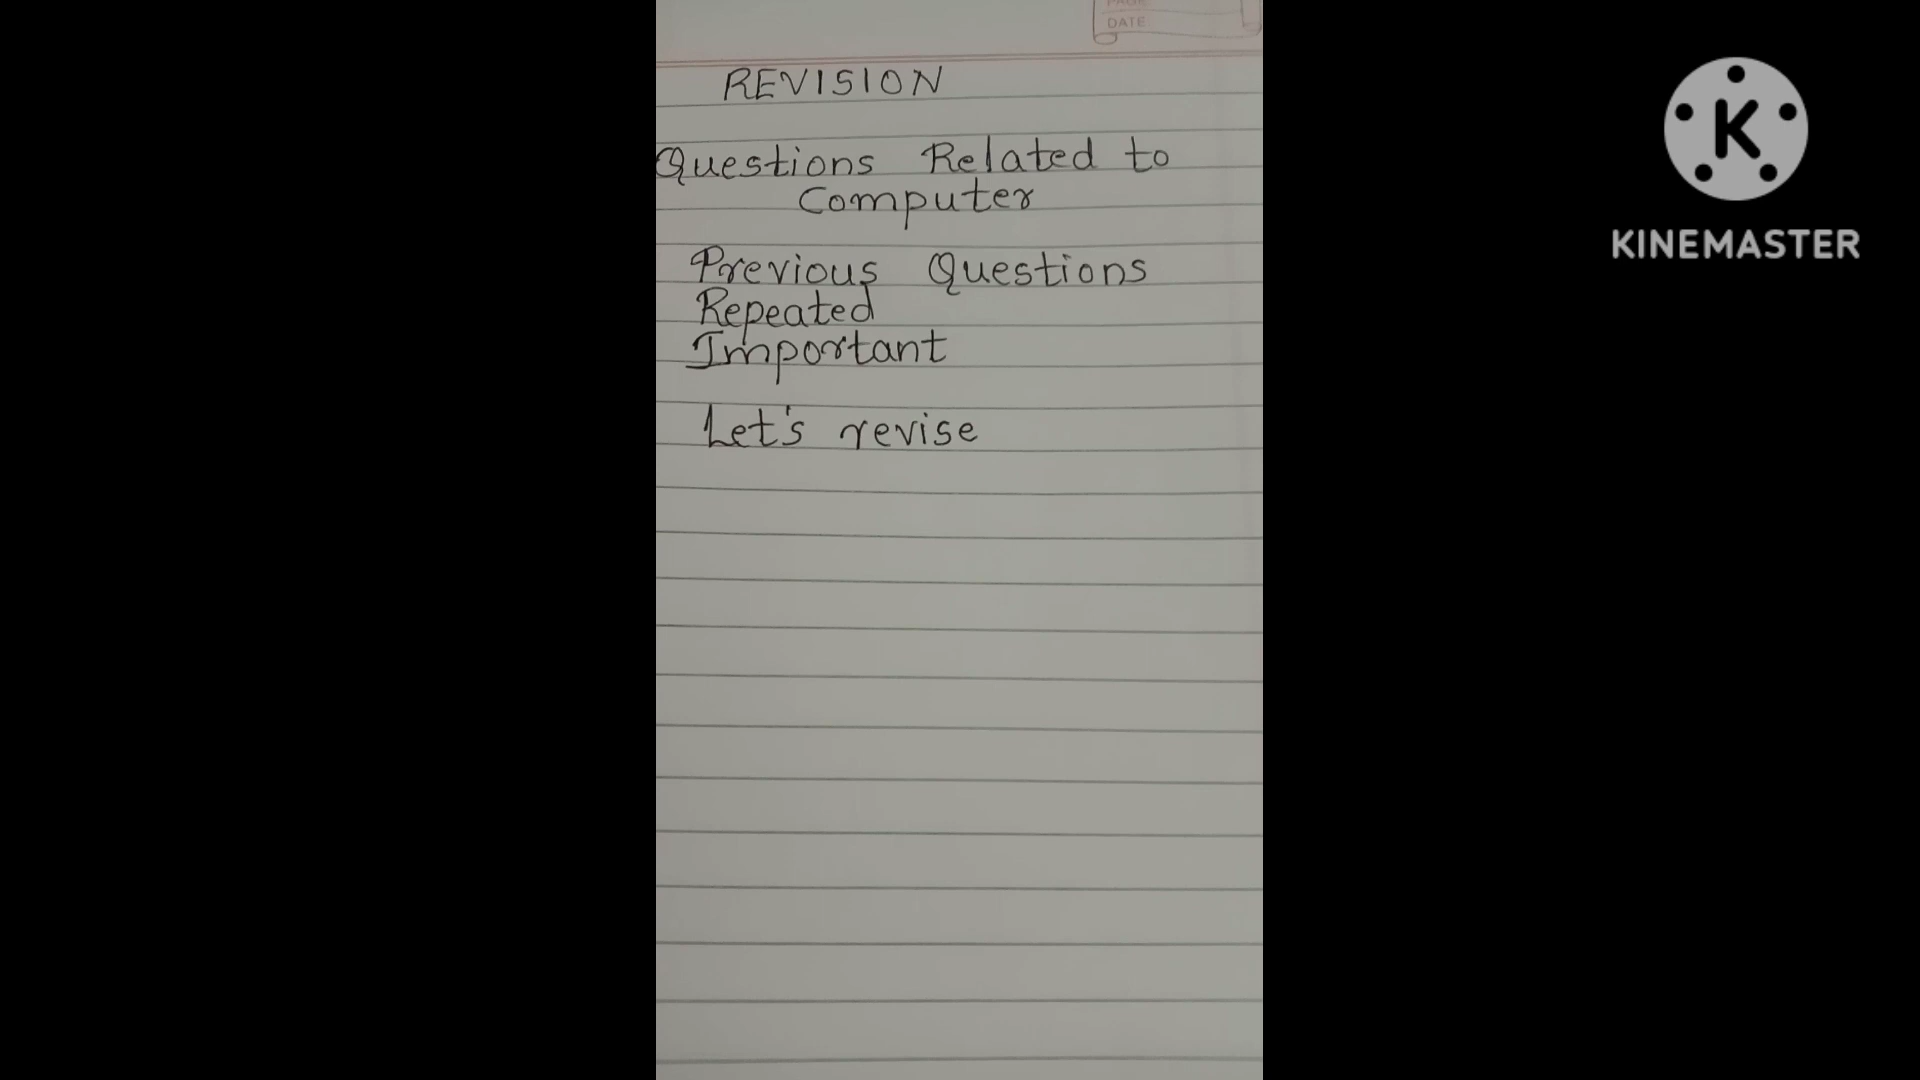 DATE
REVISION
Questions Related to
Computer
Previous Questions
Repeated
Important
Let's revise
KINEMASTER